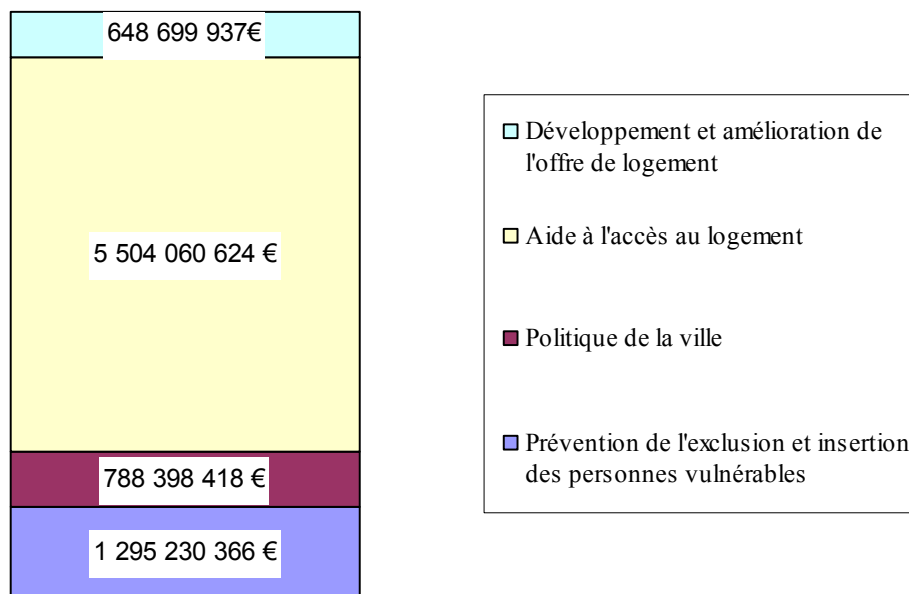 648 699 937€
5 504 060 624 €
788 398 418 €
1 295 230 366 €
Développement et amélioration de
l'offre de logement
Aide à l'accès au logement
Politique de la ville
Prévention de l'exclusion et insertion
des personnes vulnérables